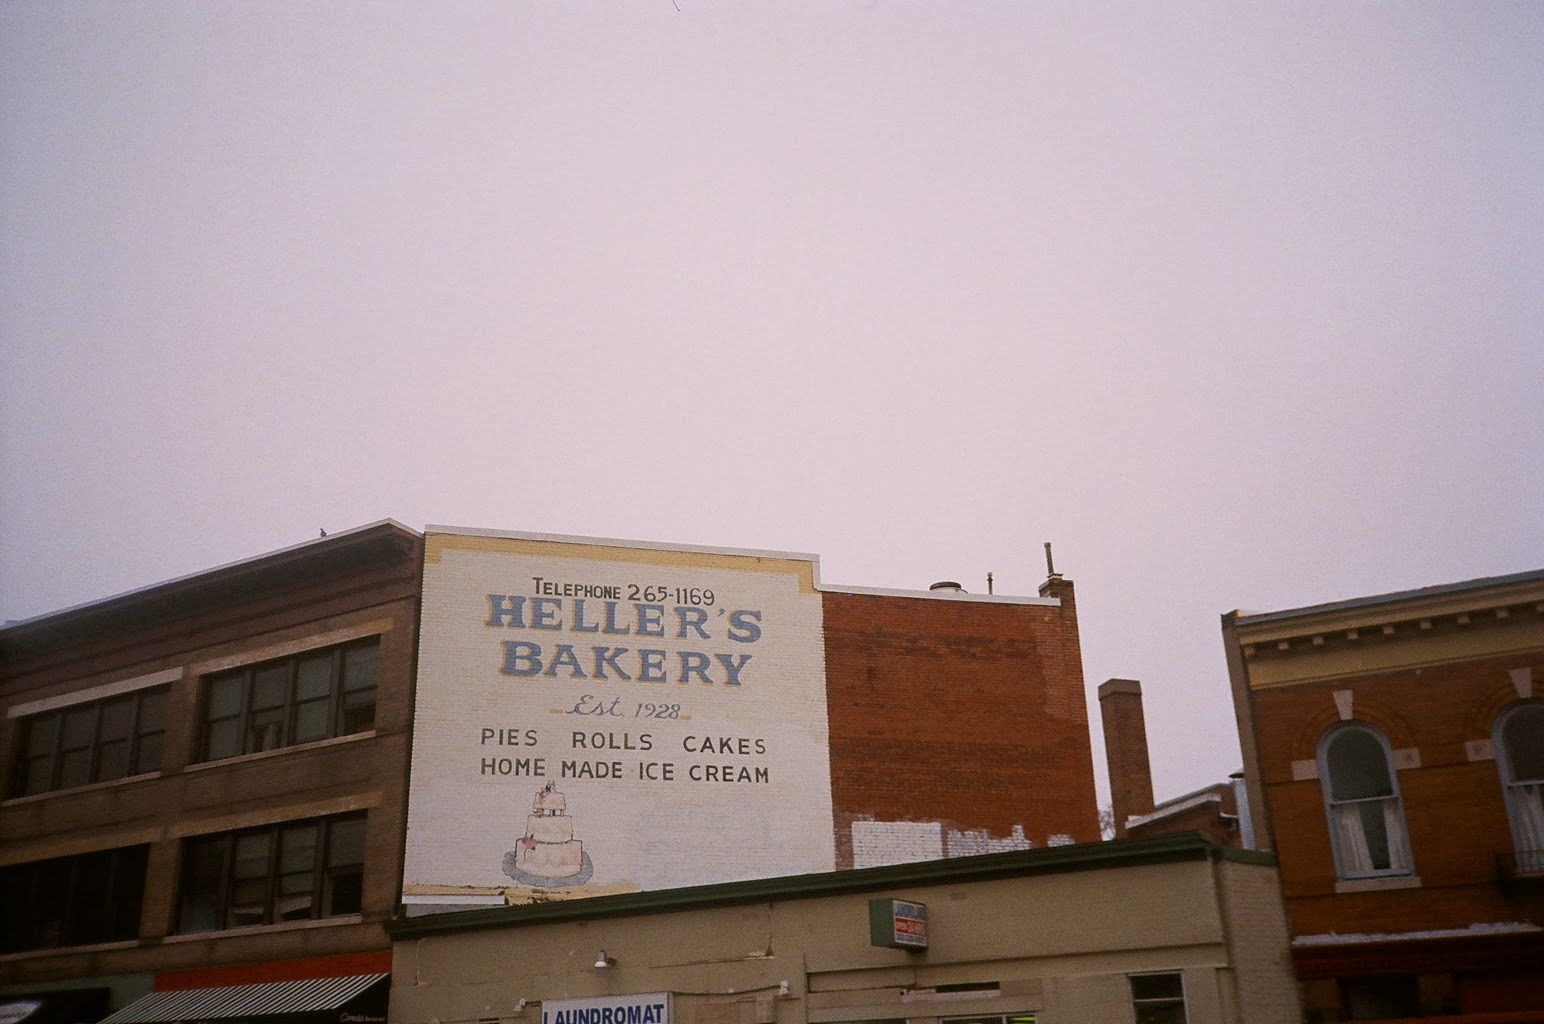 TELEPHONE 265-1169
HELLER'S
BAKERY
Est. 1928
PIES ROLLS CAKES
HOME MADE ICE CREAM
LAUNDROMAT